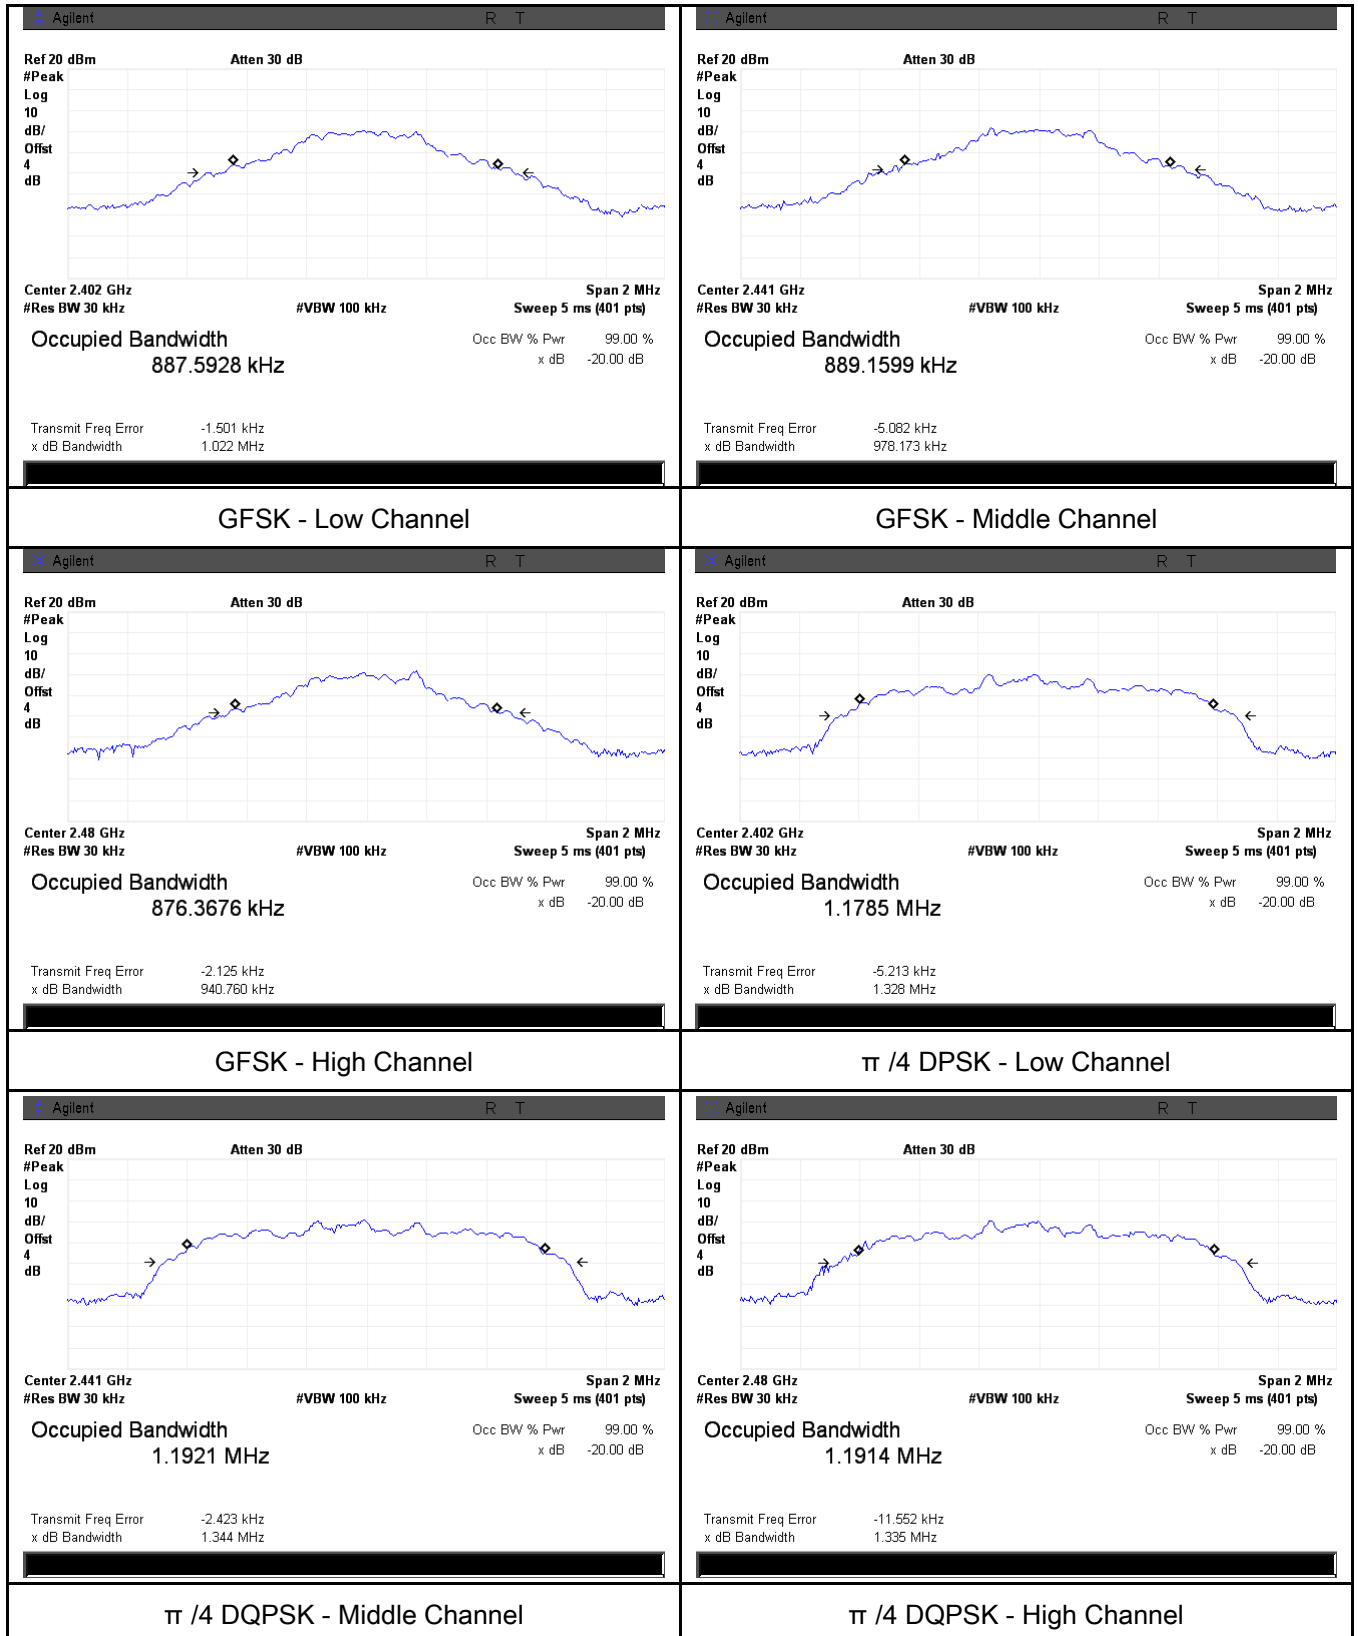 Agilent R T
Ref 20 dBm Atten 30 dB
#Peak
Log
10
dB/
Offst
4
dB
Center 2.402 GHz Span 2 MHz
#Res BW 30 kHz #VBW 100 kHz Sweep 5 ms (401 pts)
Occupied Bandwidth Occ BW % Pwr 99.00 %
887.5928 kHz x dB -20.00 dB
Transmit Freq Error -1.501 kHz
x dB Bandwidth 1.022 MHz
GFSK - Low Channel
Agilent R T
Ref 20 dBm Atten 30 dB
#Peak
Log
10
dB/
Offst
4
dB
Center 2.441 GHz Span 2 MHz
#Res BW 30 kHz #VBW 100 kHz Sweep 5 ms (401 pts)
Occupied Bandwidth Occ BW % Pwr 99.00 %
889.1599 kHz x dB -20.00 dB
Transmit Freq Error -5.082 kHz
x dB Bandwidth 978.173 kHz
GFSK - Middle Channel
Agilent R T
Ref 20 dBm Atten 30 dB
#Peak
Log
10
dB/
Offst
4
dB
Center 2.48 GHz Span 2 MHz
#Res BW 30 kHz #VBW 100 kHz Sweep 5 ms (401 pts)
Occupied Bandwidth Occ BW % Pwr 99.00 %
876.3676 kHz x dB -20.00 dB
Transmit Freq Error -2.125 kHz
x dB Bandwidth 940.760 kHz
GFSK - High Channel
Agilent R T
Ref 20 dBm Atten 30 dB
#Peak
Log
10
dB/
Offst
4
dB
Center 2.402 GHz Span 2 MHz
#Res BW 30 kHz #VBW 100 kHz Sweep 5 ms (401 pts)
Occupied Bandwidth Occ BW % Pwr 99.00 %
1.1785 MHz x dB -20.00 dB
Transmit Freq Error -5.213 kHz
x dB Bandwidth 1.328 MHz
π /4 DPSK - Low Channel
Agilent R T
Ref 20 dBm Atten 30 dB
#Peak
Log
10
dB/
Offst
4
dB
Center 2.441 GHz Span 2 MHz
#Res BW 30 kHz #VBW 100 kHz Sweep 5 ms (401 pts)
Occupied Bandwidth Occ BW % Pwr 99.00 %
1.1921 MHz x dB -20.00 dB
Transmit Freq Error -2.423 kHz
x dB Bandwidth 1.344 MHz
π /4 DQPSK - Middle Channel
Agilent R T
Ref 20 dBm Atten 30 dB
#Peak
Log
10
dB/
Offst
4
dB
Center 2.48 GHz Span 2 MHz
#Res BW 30 kHz #VBW 100 kHz Sweep 5 ms (401 pts)
Occupied Bandwidth Occ BW % Pwr 99.00 %
1.1914 MHz x dB -20.00 dB
Transmit Freq Error -11.552 kHz
x dB Bandwidth 1.335 MHz
π /4 DQPSK - High Channel